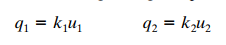 q₁ = k₁u₁ q₂ = k₂u₂